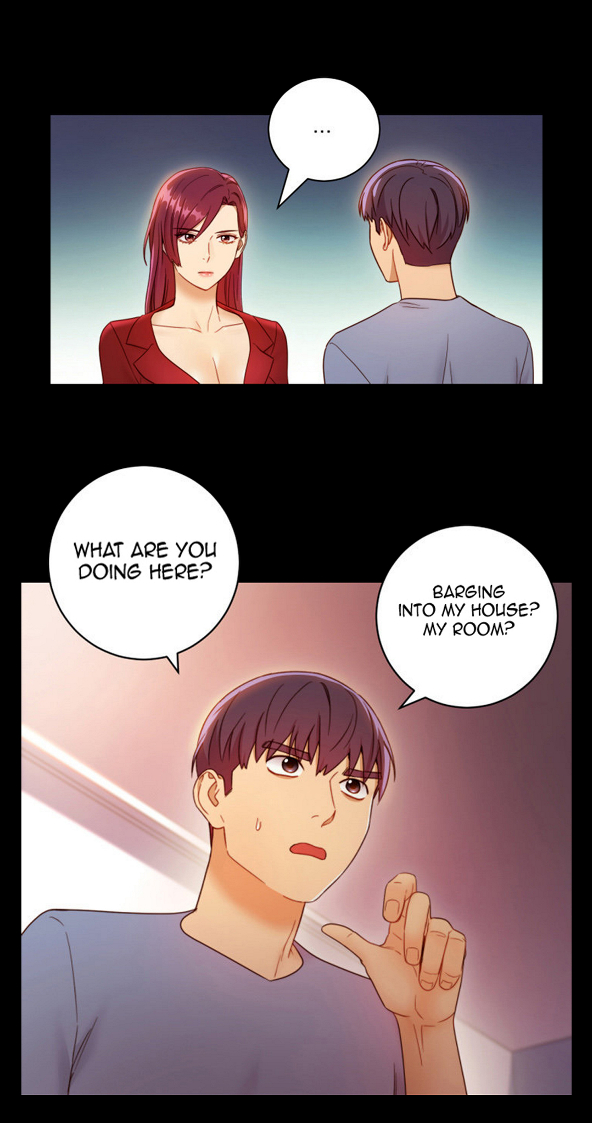 ...
WHAT ARE YOU
DOING HERE?
BARGING
INTO MY HOUSE?
MY ROOM?